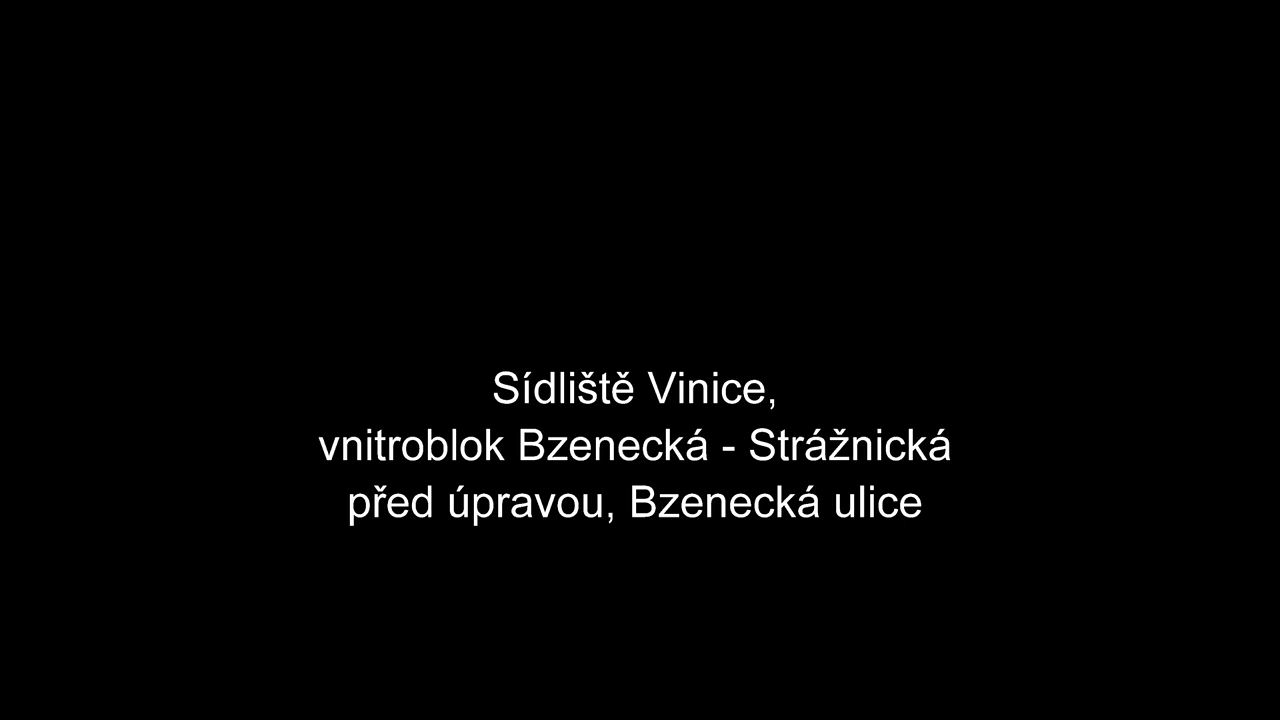 Sídliště Vinice,
vnitroblok Bzenecká - Strážnická
před úpravou, Bzenecká ulice